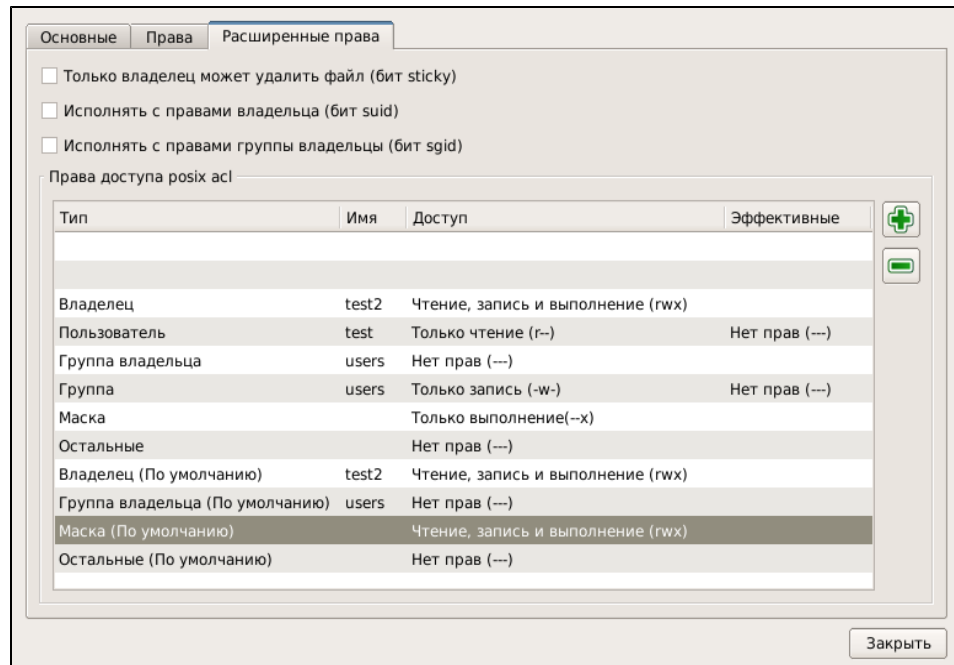 Основные Права Расширенные права
Только владелец может удалить файл (бит sticky)
Исполнять с правами владельца (бит suid)
Исполнять с правами группы владельцы (бит sgid)
Права доступа posix acl
Тип Имя Доступ Эффективные
Владелец test2 Чтение, запись и выполнение (rwx)
Пользователь test Только чтение (r--) Нет прав (---)
Группа владельца users Нет прав (---)
Группа users Только запись (-w-) Нет прав (---)
Маска Только выполнение(--x)
Остальные Нет прав (---)
Владелец (По умолчанию) test2 Чтение, запись и выполнение (rwx)
Группа владельца (По умолчанию) users Нет прав (---)
Маска (По умолчанию) Чтение, запись и выполнение (rwx)
Остальные (По умолчанию) Нет прав (---)
Закрыть